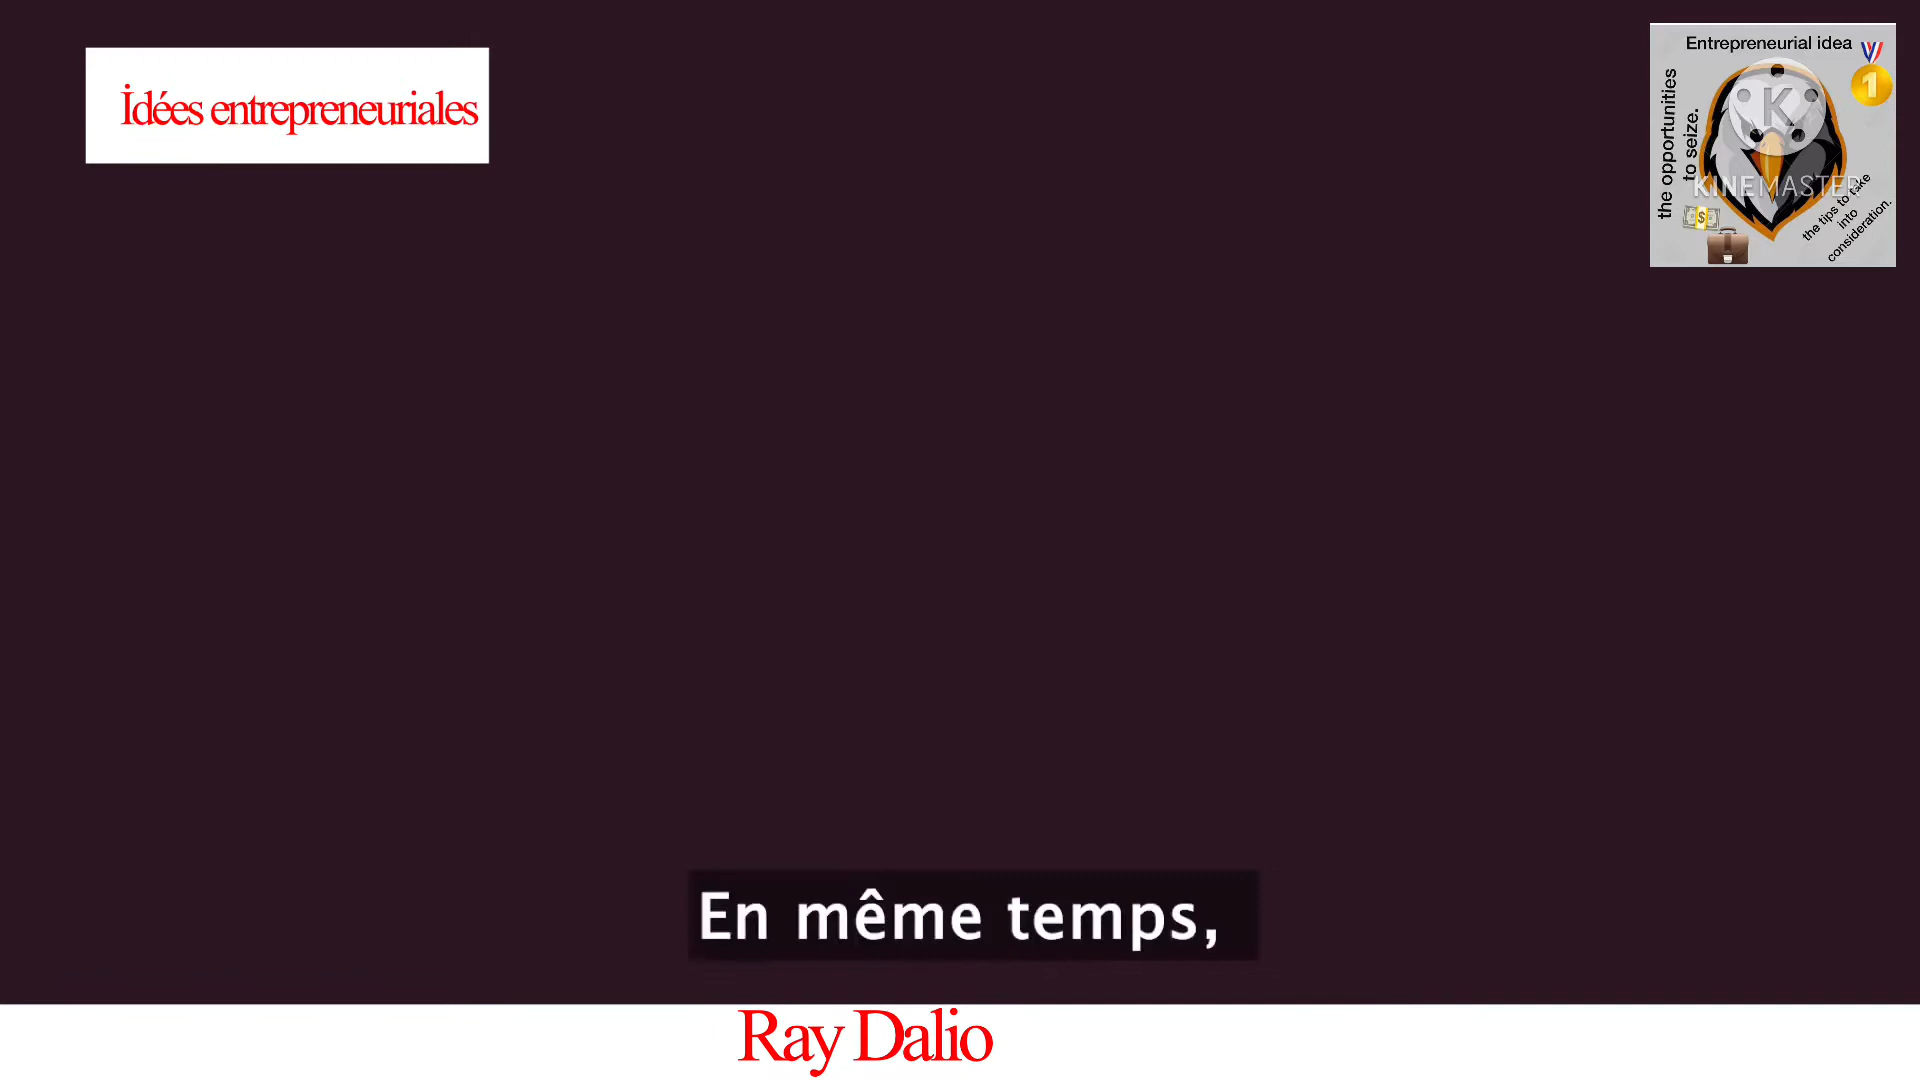 İdées entrepreneuriales
Entrepreneurial idea
1
the opportunities
to seize.
K
KINEMASTER
the tips to take
into
consideration.
En même temps,
Ray Dalio